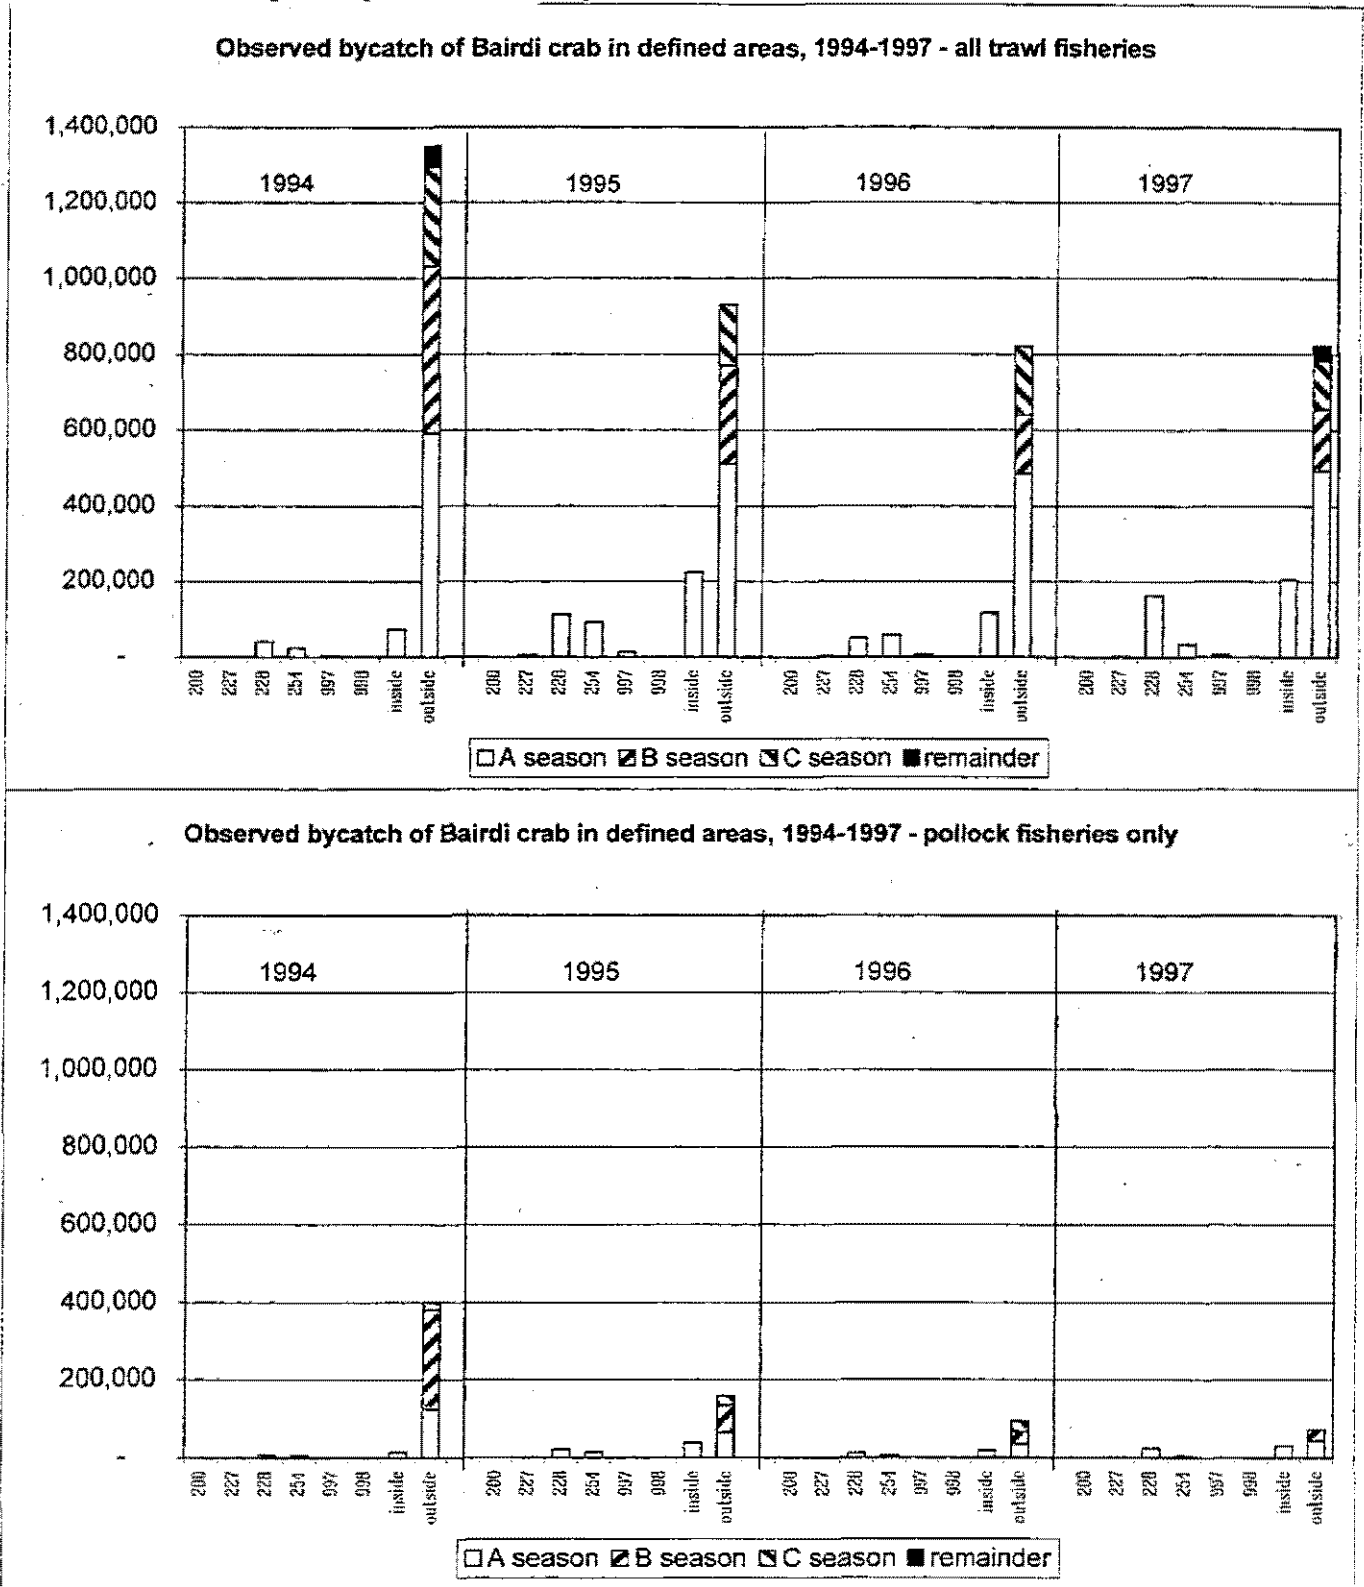 Observed bycatch of Bairdi crab in defined areas, 1994-1997 - all trawl fisheries
1,400,000
1,200,000
1,000,000
800,000
600,000
400,000
200,000
-
1994 1995 1996 1997
200 227 228 254 997 998 inside outside 200 227 228 254 997 998 inside outside 200 227 228 254 997 998 inside outside 200 227 228 254 997 998 inside outside
A season B season C season remainder
Observed bycatch of Bairdi crab in defined areas, 1994-1997 - pollock fisheries only
1,400,000
1,200,000
1,000,000
800,000
600,000
400,000
200,000
-
1994 1995 1996 1997
200 227 228 254 997 998 inside outside 200 227 228 254 997 998 inside outside 200 227 228 254 997 998 inside outside 200 227 228 254 997 998 inside outside
A season B season C season remainder